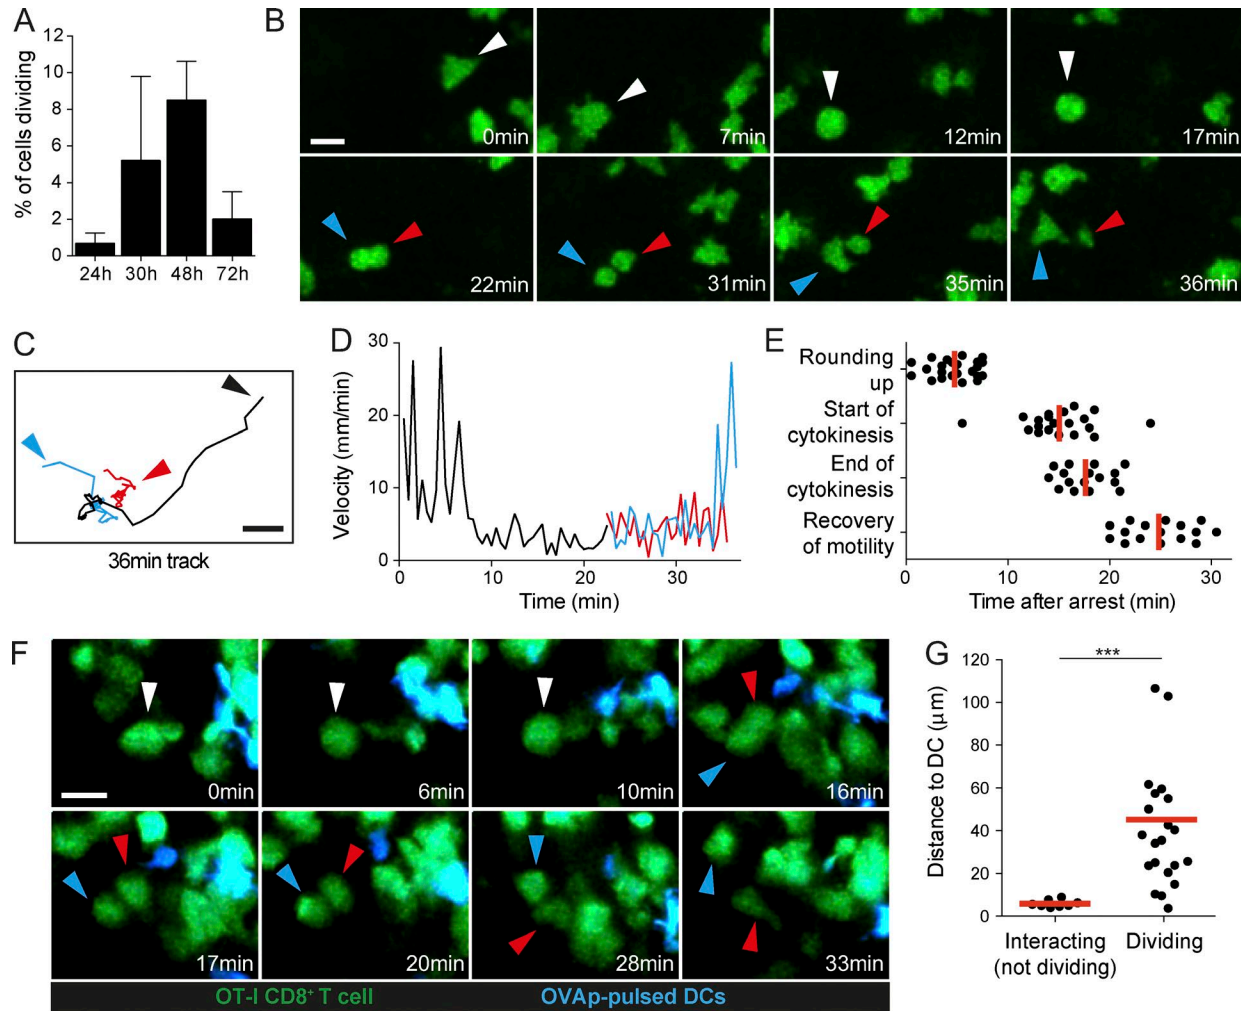 A
% of cells dividing
12
10
8
6
4
2
0
24h 30h 48h 72h
B
0min
7min
12min
17min
22min
31min
35min
36min
C
36min track
D
Velocity (mm/min)
30
20
10
0
0 10 20 30
Time (min)
E
Rounding
up
Start of
cytokinesis
End of
cytokinesis
Recovery
of motility
0 10 20 30
Time after arrest (min)
F
0min
6min
10min
16min
17min
20min
28min
33min
OT-I CD8+ T cell
OVAp-pulsed DCs
G
***
Distance to DC (μm)
120
100
80
60
40
20
0
Interacting
(not dividing)
Dividing